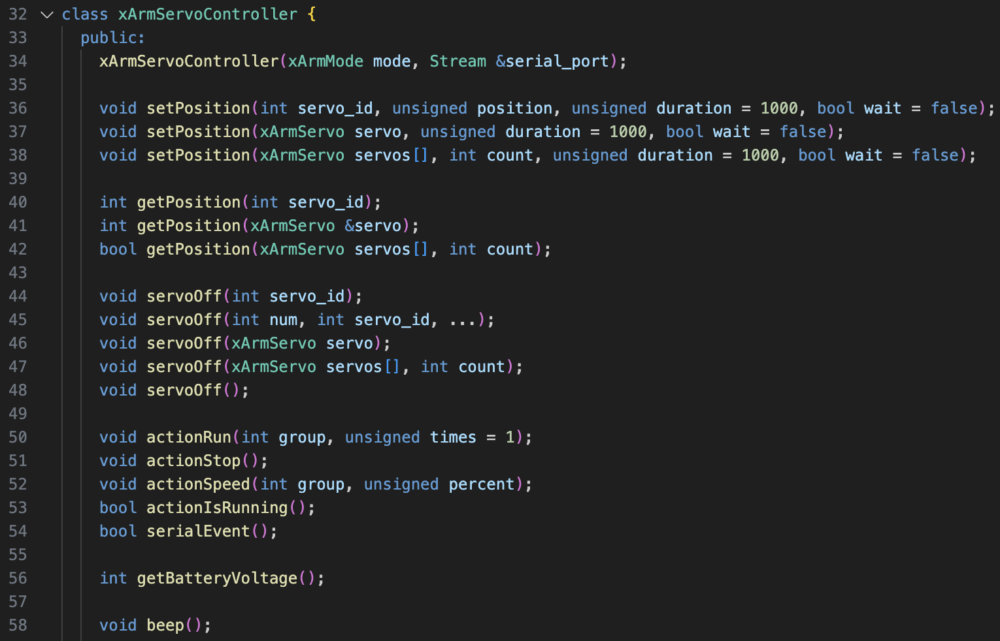 32 class xArmServoController {
33 public:
34 xArmServoController(xArmMode mode, Stream &serial_port);
35
36 void setPosition(int servo_id, unsigned position, unsigned duration = 1000, bool wait = false);
37 void setPosition(xArmServo servo, unsigned duration = 1000, bool wait = false);
38 void setPosition(xArmServo servos[], int count, unsigned duration = 1000, bool wait = false);
39
40 int getPosition(int servo_id);
41 int getPosition(xArmServo &servo);
42 bool getPosition(xArmServo servos[], int count);
43
44 void servoOff(int servo_id);
45 void servoOff(int num, int servo_id, ...);
46 void servoOff(xArmServo servo);
47 void servoOff(xArmServo servos[], int count);
48 void servoOff();
49
50 void actionRun(int group, unsigned times = 1);
51 void actionStop();
52 void actionSpeed(int group, unsigned percent);
53 bool actionIsRunning();
54 bool serialEvent();
55
56 int getBatteryVoltage();
57
58 void beep();